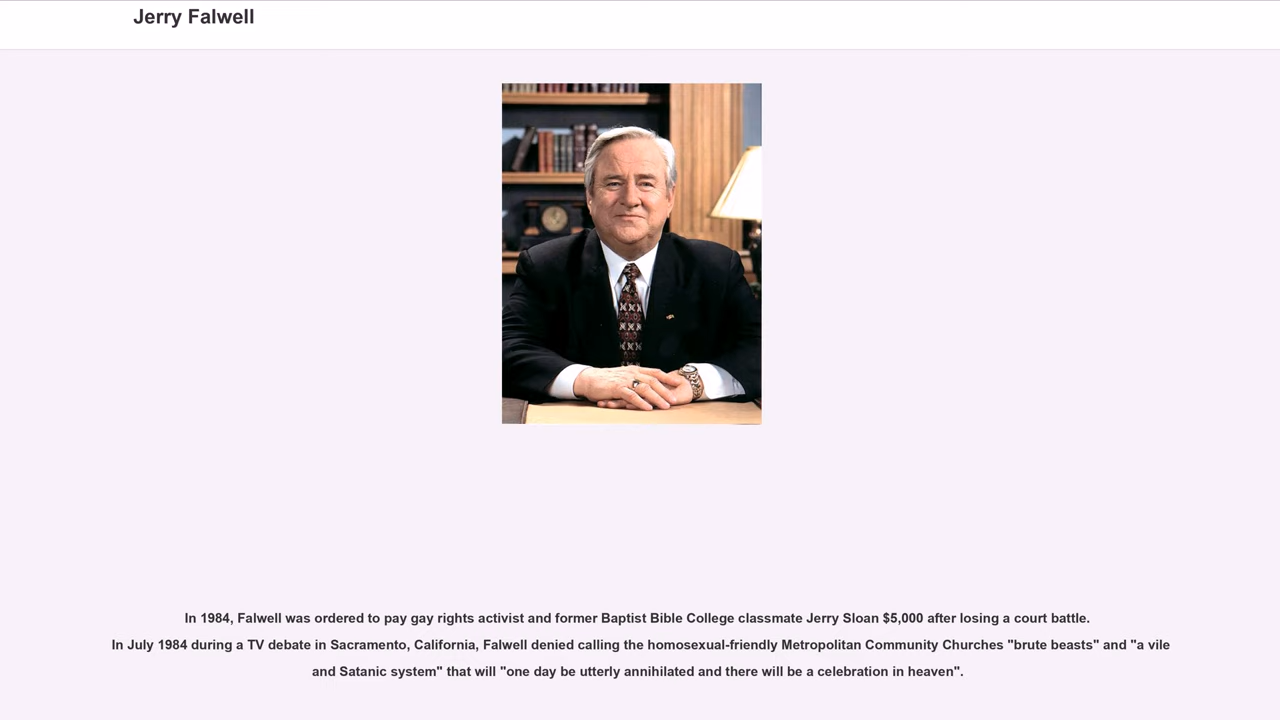 Jerry Falwell
In 1984, Falwell was ordered to pay gay rights activist and former Baptist Bible College classmate Jerry Sloan $5,000 after losing a court battle.
In July 1984 during a TV debate in Sacramento, California, Falwell denied calling the homosexual-friendly Metropolitan Community Churches "brute beasts" and "a vile
and Satanic system" that will "one day be utterly annihilated and there will be a celebration in heaven".